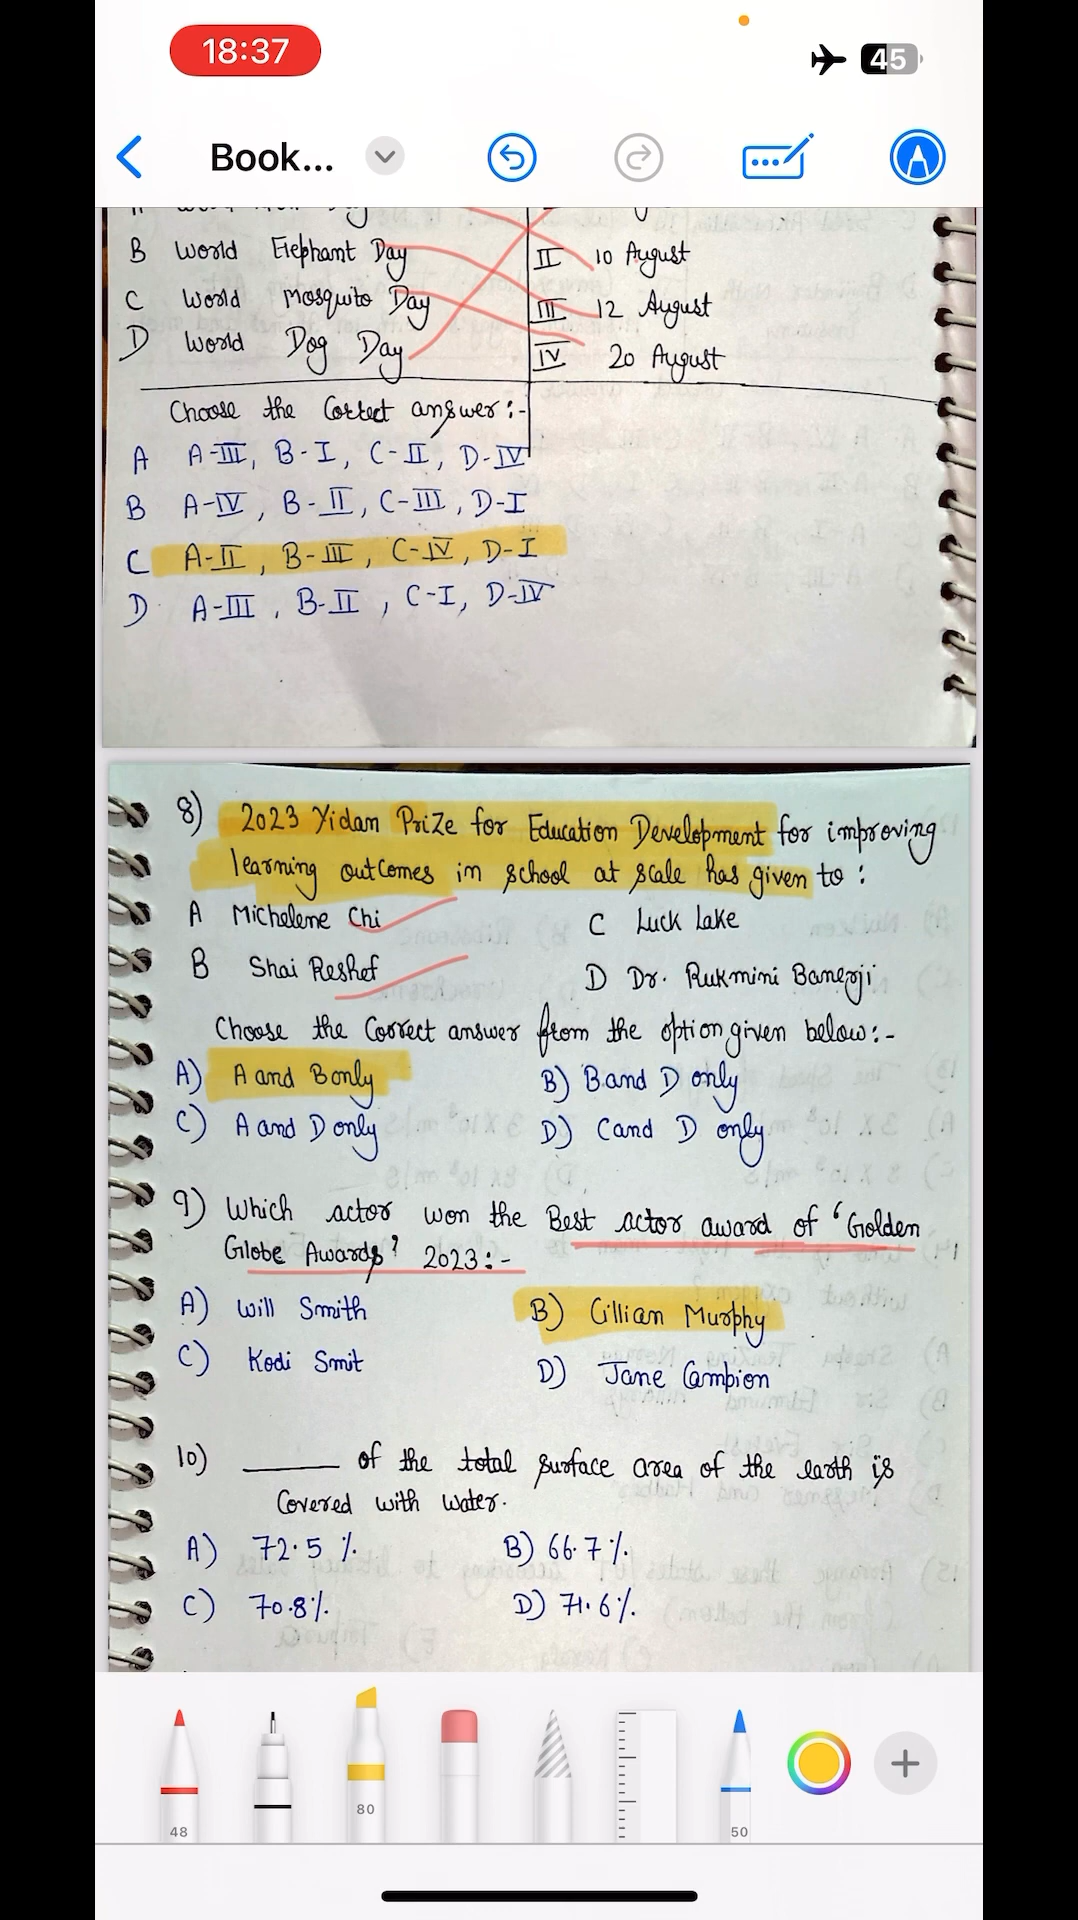 18:37
45
Book...
B World Elephant Day II 10 August
C World Mosquito Day III 12 August
D World Dog Day IV 20 August
Choose the Correct answer:-
A A-III, B-I, C-II, D-IV
B A-IV, B-II, C-III, D-I
C A-II, B-III, C-IV, D-I
D A-III, B-II, C-I, D-IV
8) 2023 Yidan Prize for Education Development for improving
learning outcomes in school at scale has given to:
A Michelene Chi C Luck Lake
B Shai Reshef D Dr. Rukmini Banerji
Choose the Correct answer from the option given below:-
A) A and B only B) B and D only
C) A and D only D) C and D only
9) Which actor won the Best actor award of 'Golden
Globe Awards' 2023:-
A) Will Smith B) Cillian Murphy
C) Kodi Smit D) Jane Campion
10) ______ of the total surface area of the earth is
Covered with water.
A) 72.5 % B) 66.7 %.
C) 70.8 %. D) 71.6 %.
48
80
50